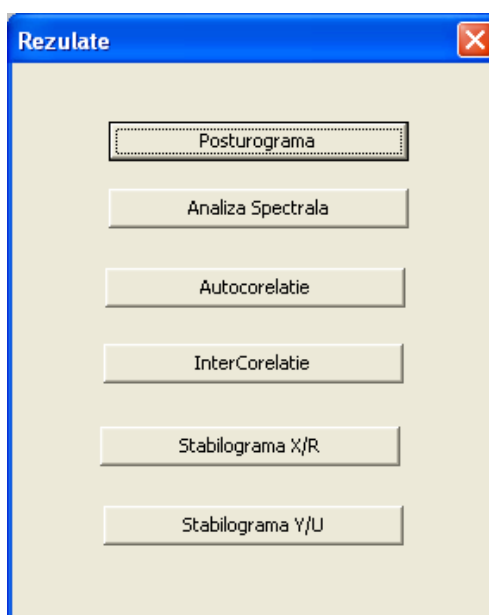 Rezulate
Posturograma
Analiza Spectrala
Autocorelatie
InterCorelatie
Stabilograma X/R
Stabilograma Y/U